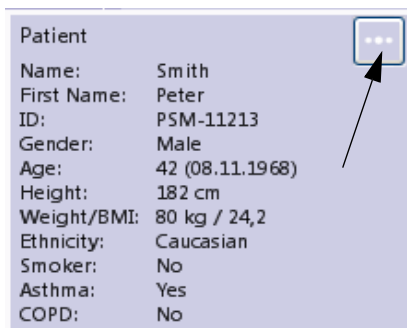 Patient
Name: Smith
First Name: Peter
ID: PSM-11213
Gender: Male
Age: 42 (08.11.1968)
Height: 182 cm
Weight/BMI: 80 kg / 24,2
Ethnicity: Caucasian
Smoker: No
Asthma: Yes
COPD: No